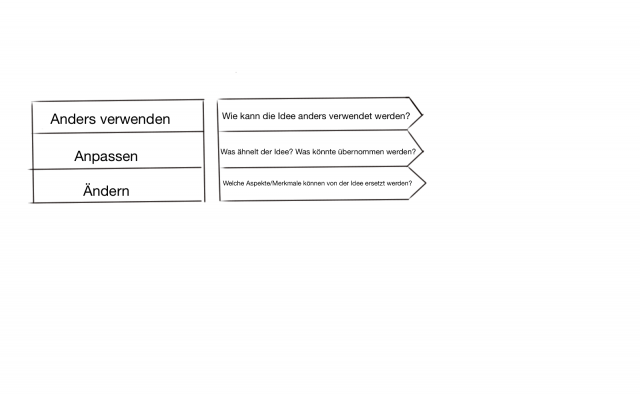 Anders verwenden
Wie kann die Idee anders verwendet werden?
Anpassen
Was ähnelt der Idee? Was könnte übernommen werden?
Ändern
Welche Aspekte/Merkmale können von der Idee ersetzt werden?